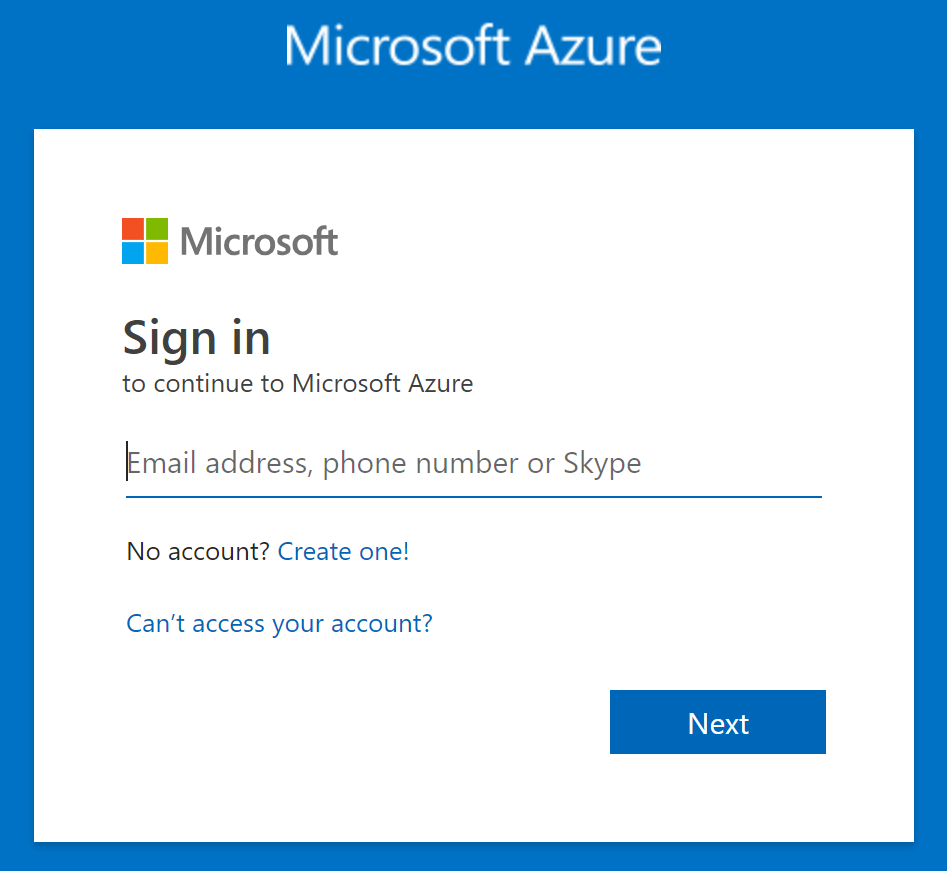 Microsoft Azure
Microsoft
Sign in
to continue to Microsoft Azure
Email address, phone number or Skype
No account? Create one!
Can’t access your account?
Next